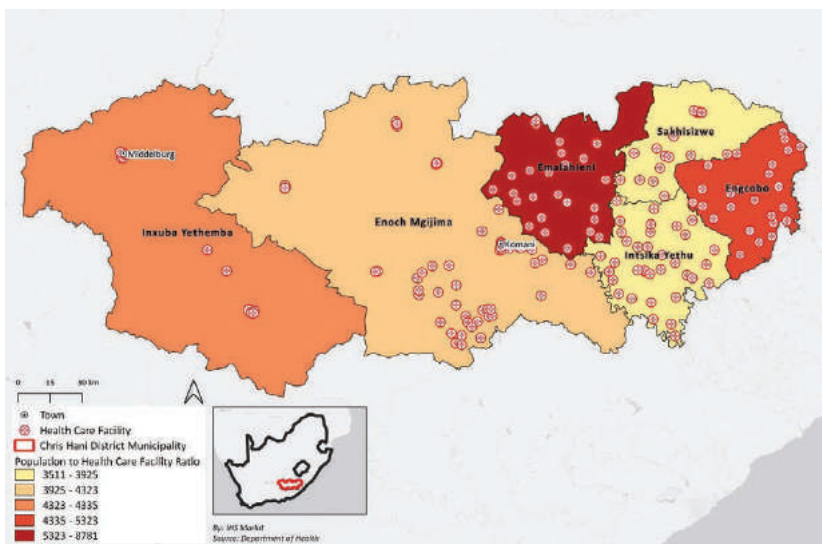 Sakhisizwe
Middelburg
Emalahleni
Engcobo
Enoch Mgijima
Inxuba Yethemba
Komani
Intsika Yethu
0 15 30 km
Town
Health Care Facility
Chris Hani District Municipality
Population to Health Care Facility Ratio
3511 - 3925
3925 - 4323
4323 - 4335
4335 - 5323
5323 - 8781
By: IHS Markit
Source: Department of Health